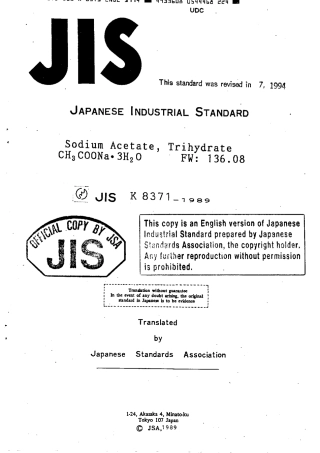 UDC
JIS
This standard was revised in 7, 1994
JAPANESE INDUSTRIAL STANDARD
Sodium Acetate, Trihydrate
CH₃COONa•3H₂O FW: 136.08
JIS K 8371-1989
OFFICIAL COPY BY JSA
JIS
This copy is an English version of Japanese
Industrial Standard prepared by Japanese
Standards Association, the copyright holder.
Any further reproduction without permission
is prohibited.
Translation without guarantee
In the event of any doubt arising, the original
standard in Japanese is to be evidence
Translated
by
Japanese Standards Association
1-24, Akasaka 4, Minato-ku
Tokyo 107 Japan
© JSA,1989